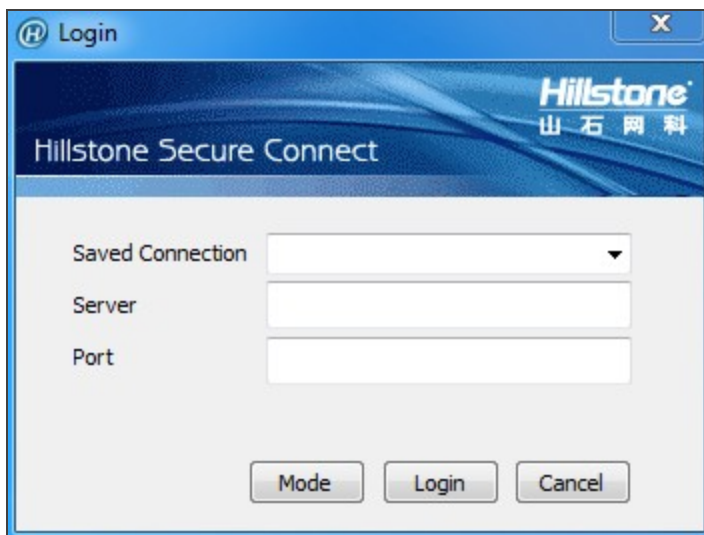 Login
Hillstone
山石网科
Hillstone Secure Connect
Saved Connection
Server
Port
Mode Login Cancel